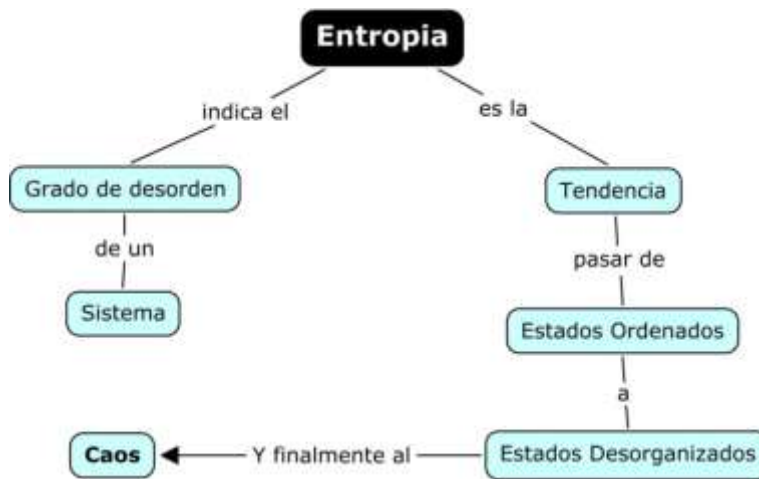 Entropia
indica el
es la
Grado de desorden
Tendencia
de un
pasar de
Sistema
Estados Ordenados
a
Caos
Y finalmente al
Estados Desorganizados